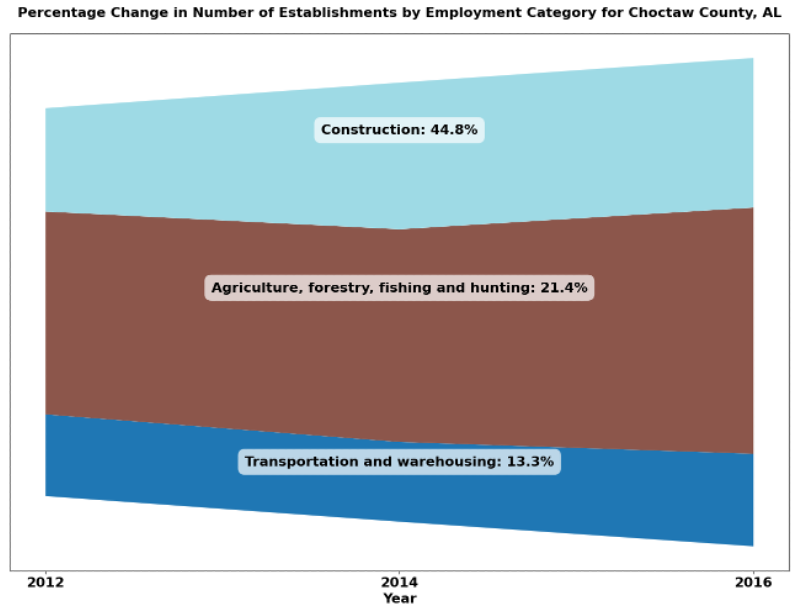 Percentage Change in Number of Establishments by Employment Category for Choctaw County, AL
Construction: 44.8%
Agriculture, forestry, fishing and hunting: 21.4%
Transportation and warehousing: 13.3%
2012 2014 2016
Year